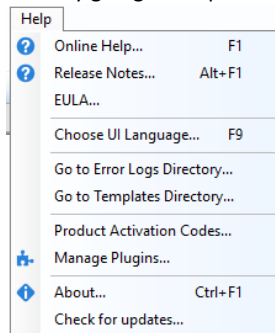 Help
Online Help... F1
Release Notes... Alt+F1
EULA...
Choose UI Language... F9
Go to Error Logs Directory...
Go to Templates Directory...
Product Activation Codes...
Manage Plugins...
About... Ctrl+F1
Check for updates...